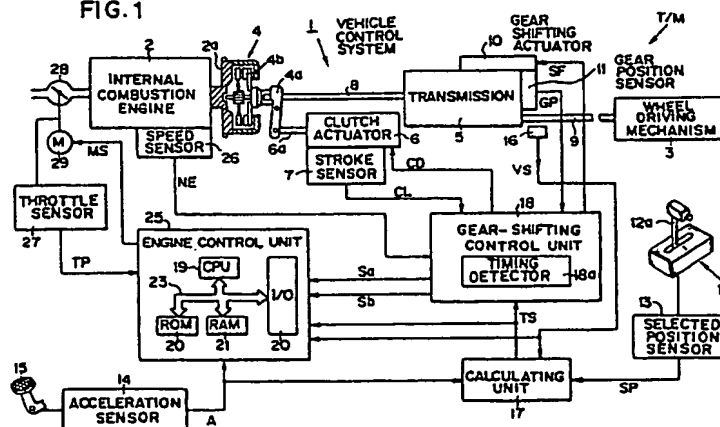 FIG. 1
1
VEHICLE
CONTROL
SYSTEM
GEAR
SHIFTING
ACTUATOR
T/M
GEAR
POSITION
SENSOR
2
2a
4
4b
4a
10
SF
11
28
INTERNAL
COMBUSTION
ENGINE
8
TRANSMISSION
5
GP
WHEEL
DRIVING
MECHANISM
3
9
16
M
29
MS
SPEED
SENSOR
26
6a
CLUTCH
ACTUATOR
6
STROKE
SENSOR
7
CD
VS
NE
CL
THROTTLE
SENSOR
27
TP
25
ENGINE CONTROL UNIT
19
CPU
23
I/O
20
ROM
20
RAM
21
Sa
Sb
18
GEAR-SHIFTING
CONTROL UNIT
TIMING
DETECTOR
18a
TS
12a
13
SELECTED
POSITION
SENSOR
SP
15
14
ACCELERATION
SENSOR
A
CALCULATING
UNIT
17